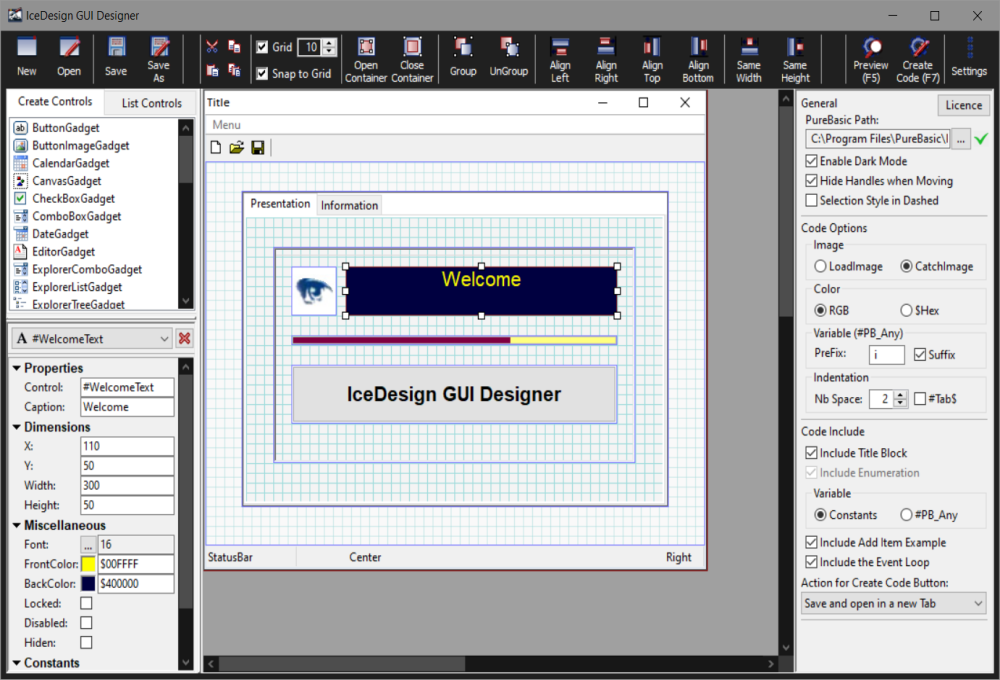 IceDesign GUI Designer
New
Open
Save
Save As
Grid 10
Snap to Grid
Open Container
Close Container
Group
UnGroup
Align Left
Align Right
Align Top
Align Bottom
Same Width
Same Height
Preview (F5)
Create Code (F7)
Settings
Create Controls
List Controls
ButtonGadget
ButtonImageGadget
CalendarGadget
CanvasGadget
CheckBoxGadget
ComboBoxGadget
DateGadget
EditorGadget
ExplorerComboGadget
ExplorerListGadget
ExplorerTreeGadget
A #WelcomeText
Properties
Control: #WelcomeText
Caption: Welcome
Dimensions
X: 110
Y: 50
Width: 300
Height: 50
Miscellaneous
Font: ... 16
FrontColor: $00FFFF
BackColor: $400000
Locked:
Disabled:
Hiden:
Constants
Title
Menu
Presentation
Information
Welcome
IceDesign GUI Designer
StatusBar
Center
Right
General
Licence
PureBasic Path:
C:\Program Files\PureBasic\ ...
Enable Dark Mode
Hide Handles when Moving
Selection Style in Dashed
Code Options
Image
LoadImage
CatchImage
Color
RGB
$Hex
Variable (#PB_Any)
PreFix: i
Suffix
Indentation
Nb Space: 2
#Tab$
Code Include
Include Title Block
Include Enumeration
Variable
Constants
#PB_Any
Include Add Item Example
Include the Event Loop
Action for Create Code Button:
Save and open in a new Tab